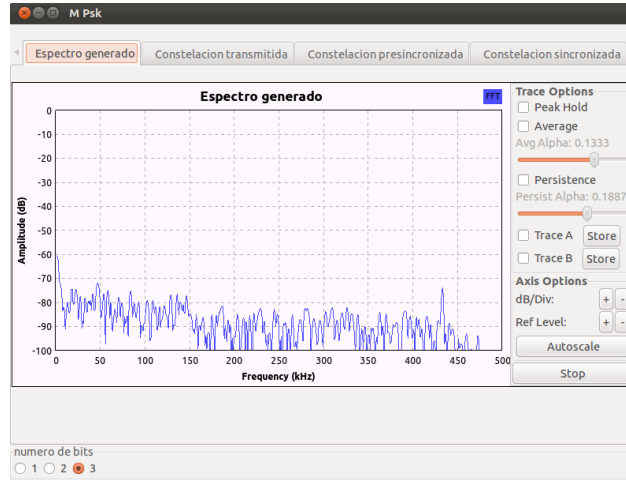 M Psk
Espectro generado Constelacion transmitida Constelacion presincronizada Constelacion sincronizada
Espectro generado
FFT
Amplitude (dB)
0
-10
-20
-30
-40
-50
-60
-70
-80
-90
-100
0 50 100 150 200 250 300 350 400 450 500
Frequency (kHz)
Trace Options
Peak Hold
Average
Avg Alpha: 0.1333
Persistence
Persist Alpha: 0.1887
Trace A Store
Trace B Store
Axis Options
dB/Div: + -
Ref Level: + -
Autoscale
Stop
numero de bits
1 2 3